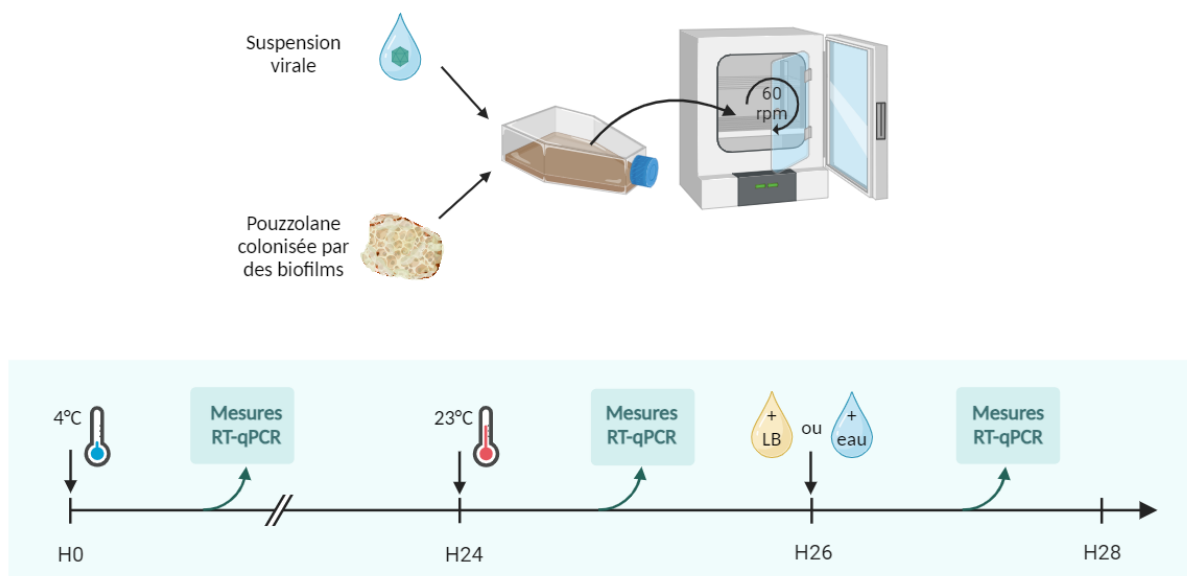 Suspension
virale
60
rpm
Pouzzolane
colonisée par
des biofilms
4°C
Mesures
RT-qPCR
23°C
Mesures
RT-qPCR
+
LB
ou
+
eau
Mesures
RT-qPCR
H0
H24
H26
H28